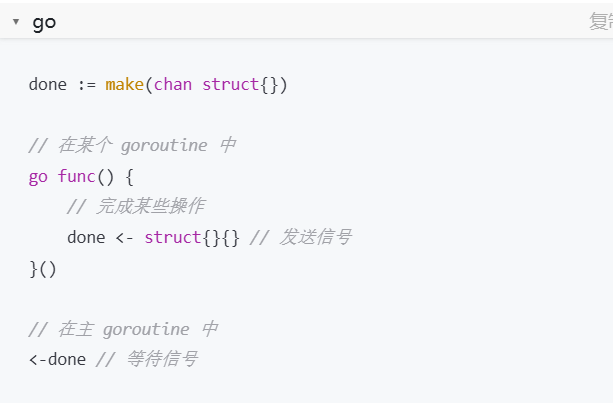 go
复制
done := make(chan struct{})
// 在某个 goroutine 中
go func() {
    // 完成某些操作
    done <- struct{}{} // 发送信号
}()
// 在主 goroutine 中
<-done // 等待信号